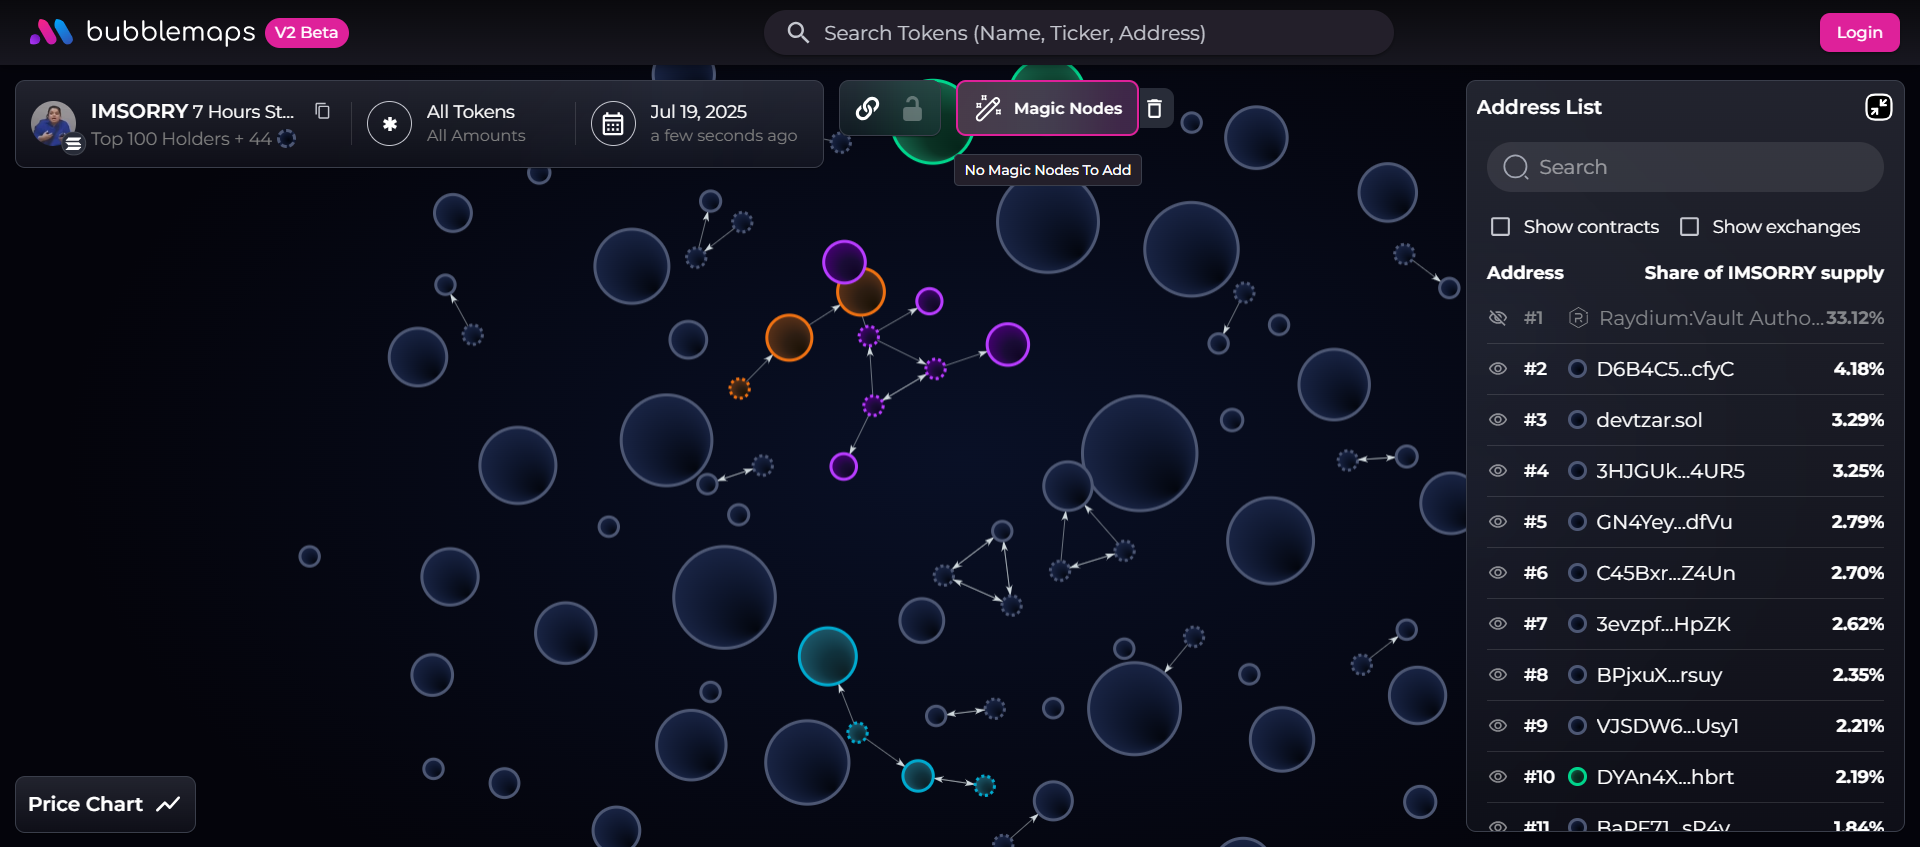 bubblemaps V2 Beta
Search Tokens (Name, Ticker, Address)
Login
IMSORRY 7 Hours St...
Top 100 Holders + 44
All Tokens
All Amounts
Jul 19, 2025
a few seconds ago
Magic Nodes
No Magic Nodes To Add
Address List
Search
Show contracts Show exchanges
Address Share of IMSORRY supply
#1 Raydium:Vault Autho... 33.12%
#2 D6B4C5...cfyC 4.18%
#3 devtzar.sol 3.29%
#4 3HJGUk...4UR5 3.25%
#5 GN4Yey...dfVu 2.79%
#6 C45Bxr...Z4Un 2.70%
#7 3evzpf...HpZK 2.62%
#8 BPjxuX...rsuy 2.35%
#9 VJSDW6...Usy1 2.21%
#10 DYAn4X...hbrt 2.19%
#11 1.84%
Price Chart